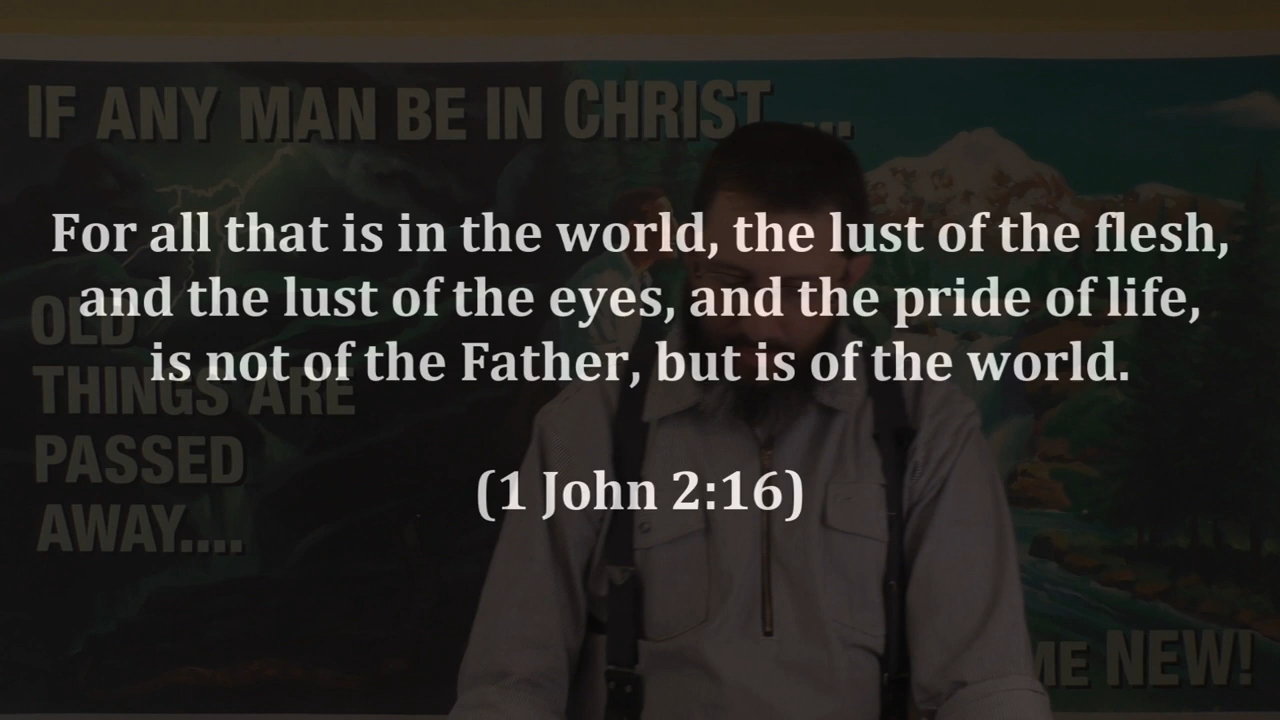 IF ANY MAN BE IN CHRIST ....
For all that is in the world, the lust of the flesh,
and the lust of the eyes, and the pride of life,
is not of the Father, but is of the world.
(1 John 2:16)
OLD
THINGS ARE
PASSED
AWAY....
NEW!